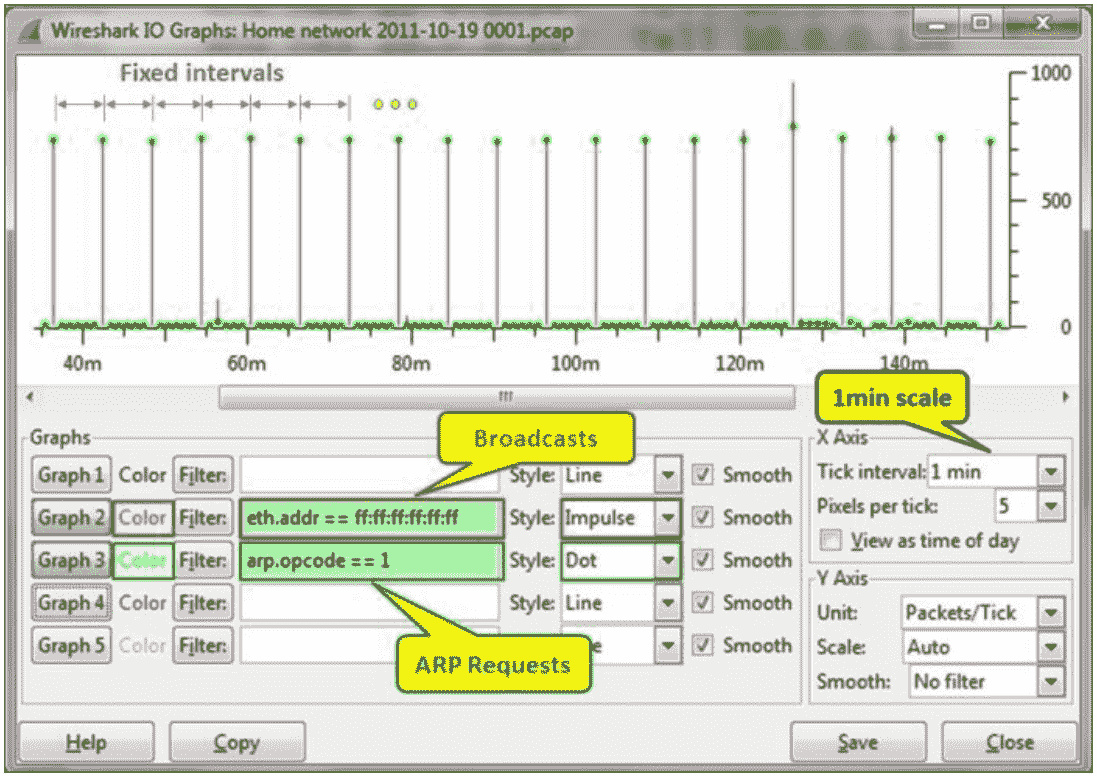 Wireshark IO Graphs: Home network 2011-10-19 0001.pcap
Fixed intervals
1000
500
0
40m 60m 80m 100m 120m 140m
1min scale
Graphs
Broadcasts
X Axis
Graph 1 Color Filter: Style: Line Smooth
Tick interval: 1 min
Graph 2 Color Filter: eth.addr == ff:ff:ff:ff:ff:ff Style: Impulse Smooth
Pixels per tick: 5
Graph 3 Color Filter: arp.opcode == 1 Style: Dot Smooth
View as time of day
Y Axis
Graph 4 Color Filter: Style: Line Smooth
Unit: Packets/Tick
Graph 5 Color Filter: Smooth
Scale: Auto
ARP Requests
Smooth: No filter
Help Copy Save Close